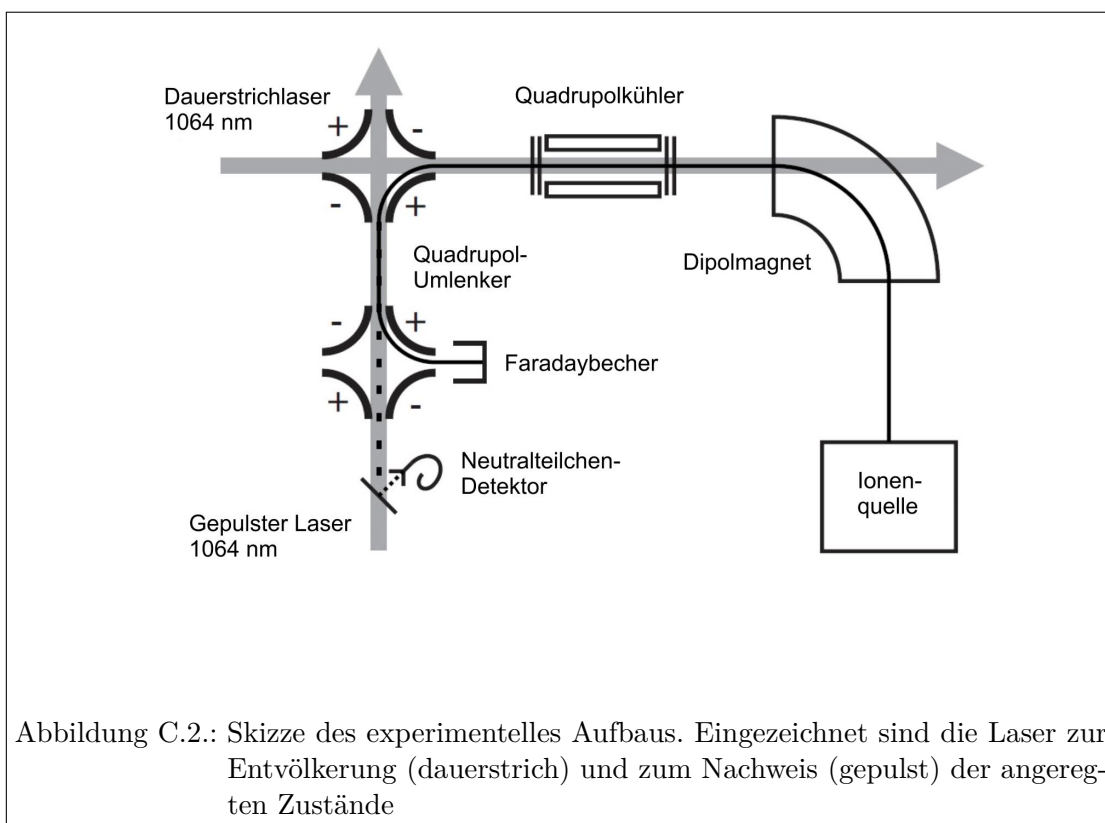 Dauerstrichlaser
1064 nm
Quadrupolkühler
+ -
- +
Quadrupol-
Umlenker
Dipolmagnet
- +
Faradaybecher
+ -
Neutralteilchen-
Detektor
Ionen-
quelle
Gepulster Laser
1064 nm
Abbildung C.2.: Skizze des experimentelles Aufbaus. Eingezeichnet sind die Laser zur
Entvölkerung (dauerstrich) und zum Nachweis (gepulst) der angereg-
ten Zustände